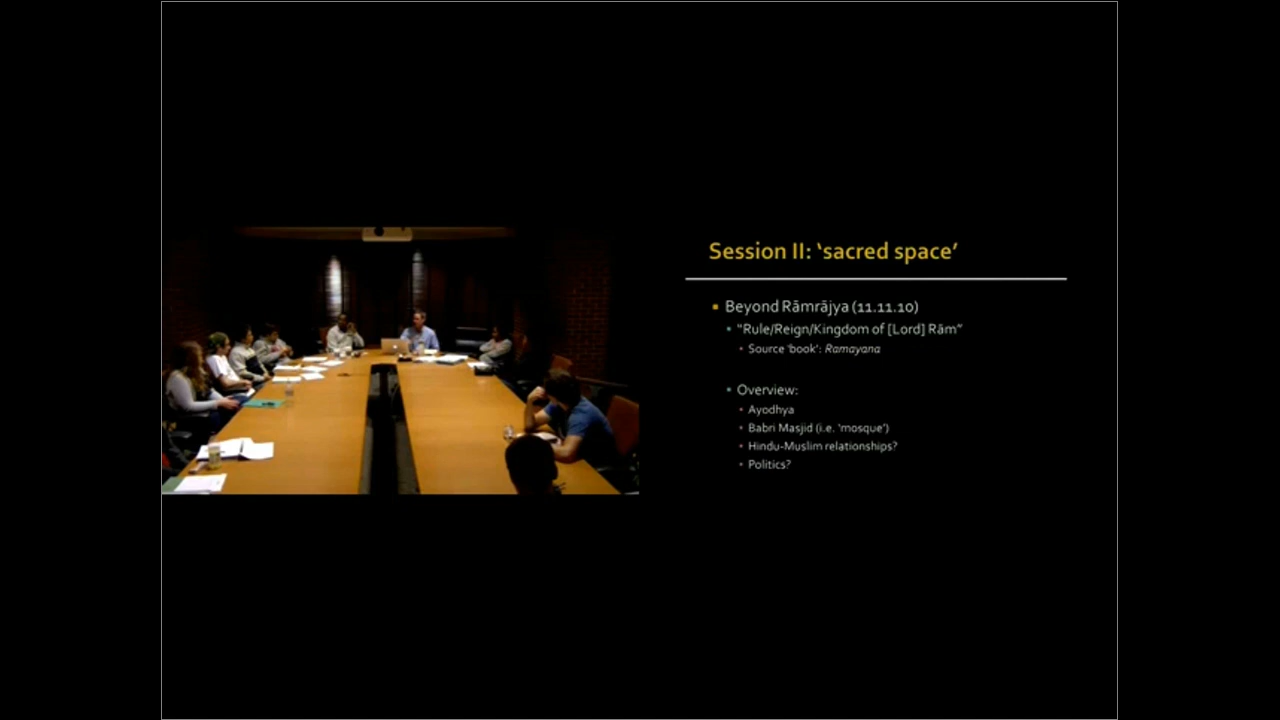 Session II: ‘sacred space’
Beyond Rāmrājya (11.11.10)
“Rule/Reign/Kingdom of [Lord] Rām”
Source ‘book’: Ramayana
Overview:
Ayodhya
Babri Masjid (i.e. ‘mosque’)
Hindu-Muslim relationships?
Politics?